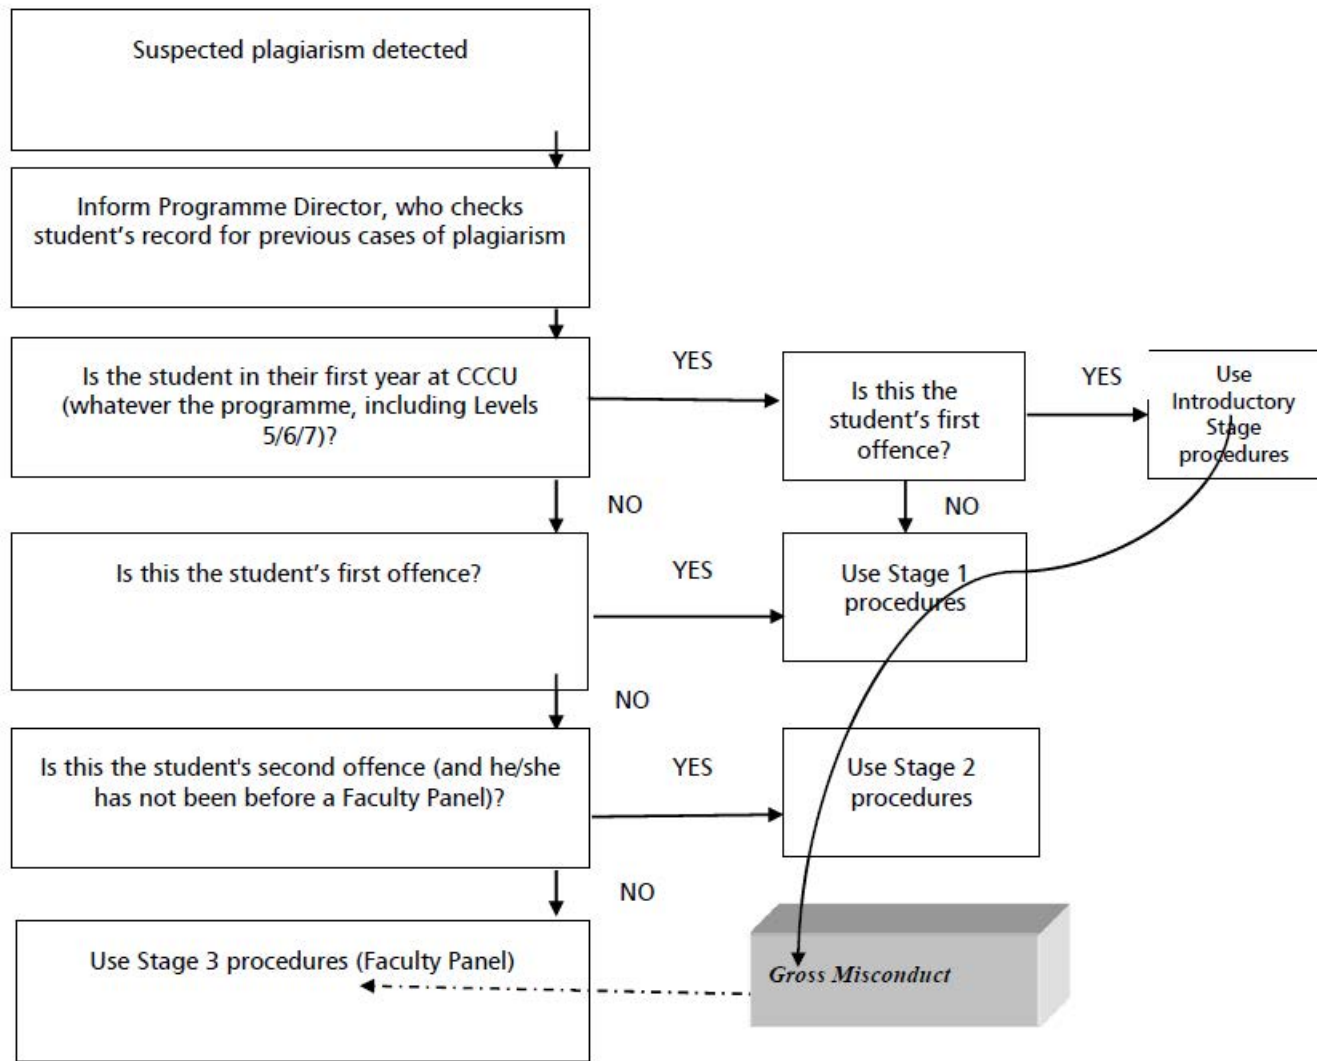 Suspected plagiarism detected
Inform Programme Director, who checks
student’s record for previous cases of plagiarism
Is the student in their first year at CCCU
(whatever the programme, including Levels
5/6/7)?
YES
Is this the
student’s first
offence?
YES
Use
Introductory
Stage
procedures
NO
NO
Is this the student’s first offence?
YES
Use Stage 1
procedures
NO
Is this the student's second offence (and he/she
has not been before a Faculty Panel)?
YES
Use Stage 2
procedures
NO
Use Stage 3 procedures (Faculty Panel)
Gross Misconduct